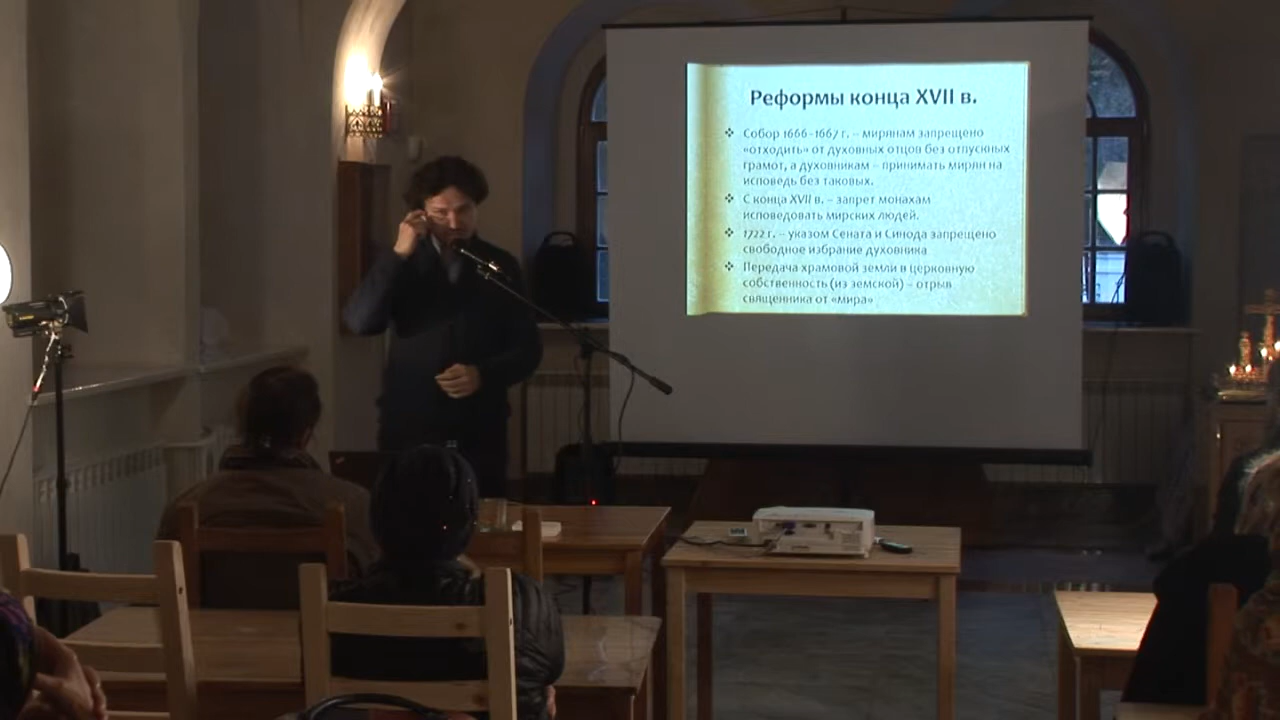 Реформы конца XVII в.
❖ Собор 1666-1667 г. – мирянам запрещено
«отходить» от духовных отцов без отпускных
грамот, а духовникам – принимать мирян на
исповедь без таковых.
❖ С конца XVII в. – запрет монахам
исповедовать мирских людей.
❖ 1722 г. – указом Сената и Синода запрещено
свободное избрание духовника
❖ Передача храмовой земли в церковную
собственность (из земской) – отрыв
священника от «мира»